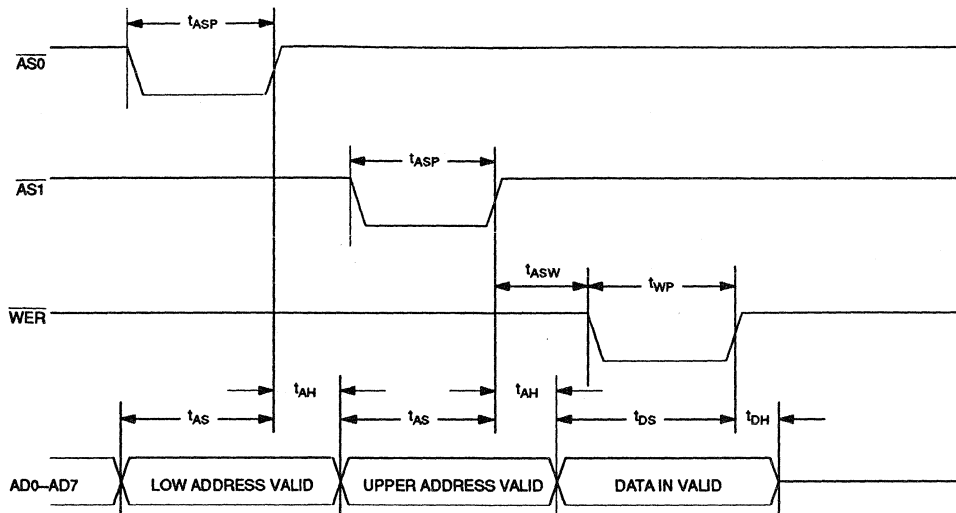 tASP
AS0
tASP
AS1
tASW
tWP
WER
tAH
tAH
tAS
tAS
tDS
tDH
AD0–AD7
LOW ADDRESS VALID
UPPER ADDRESS VALID
DATA IN VALID